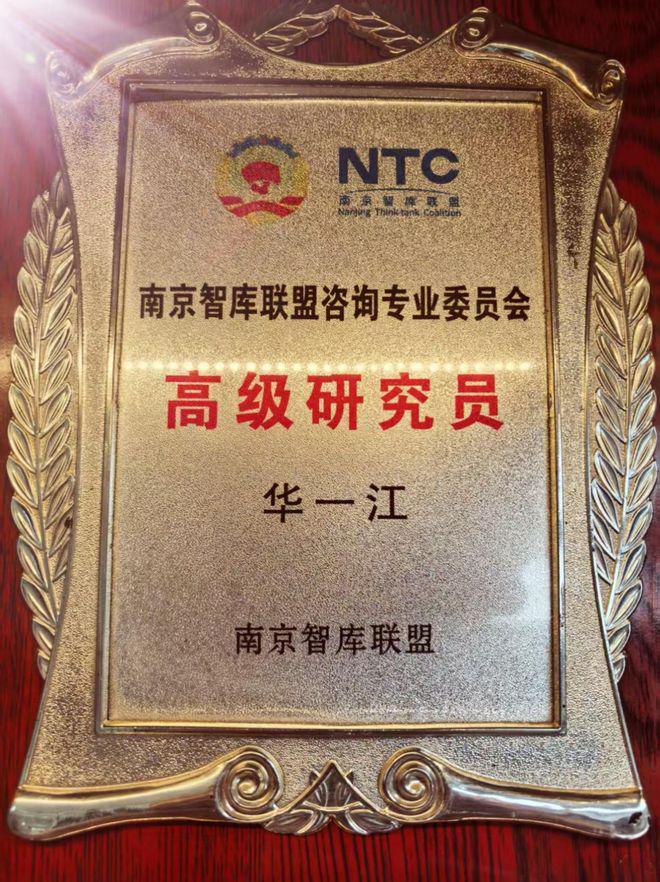 NTC
南京智库联盟
Nanjing Think-tank Coalition
南京智库联盟咨询专业委员会
高级研究员
华一江
南京智库联盟